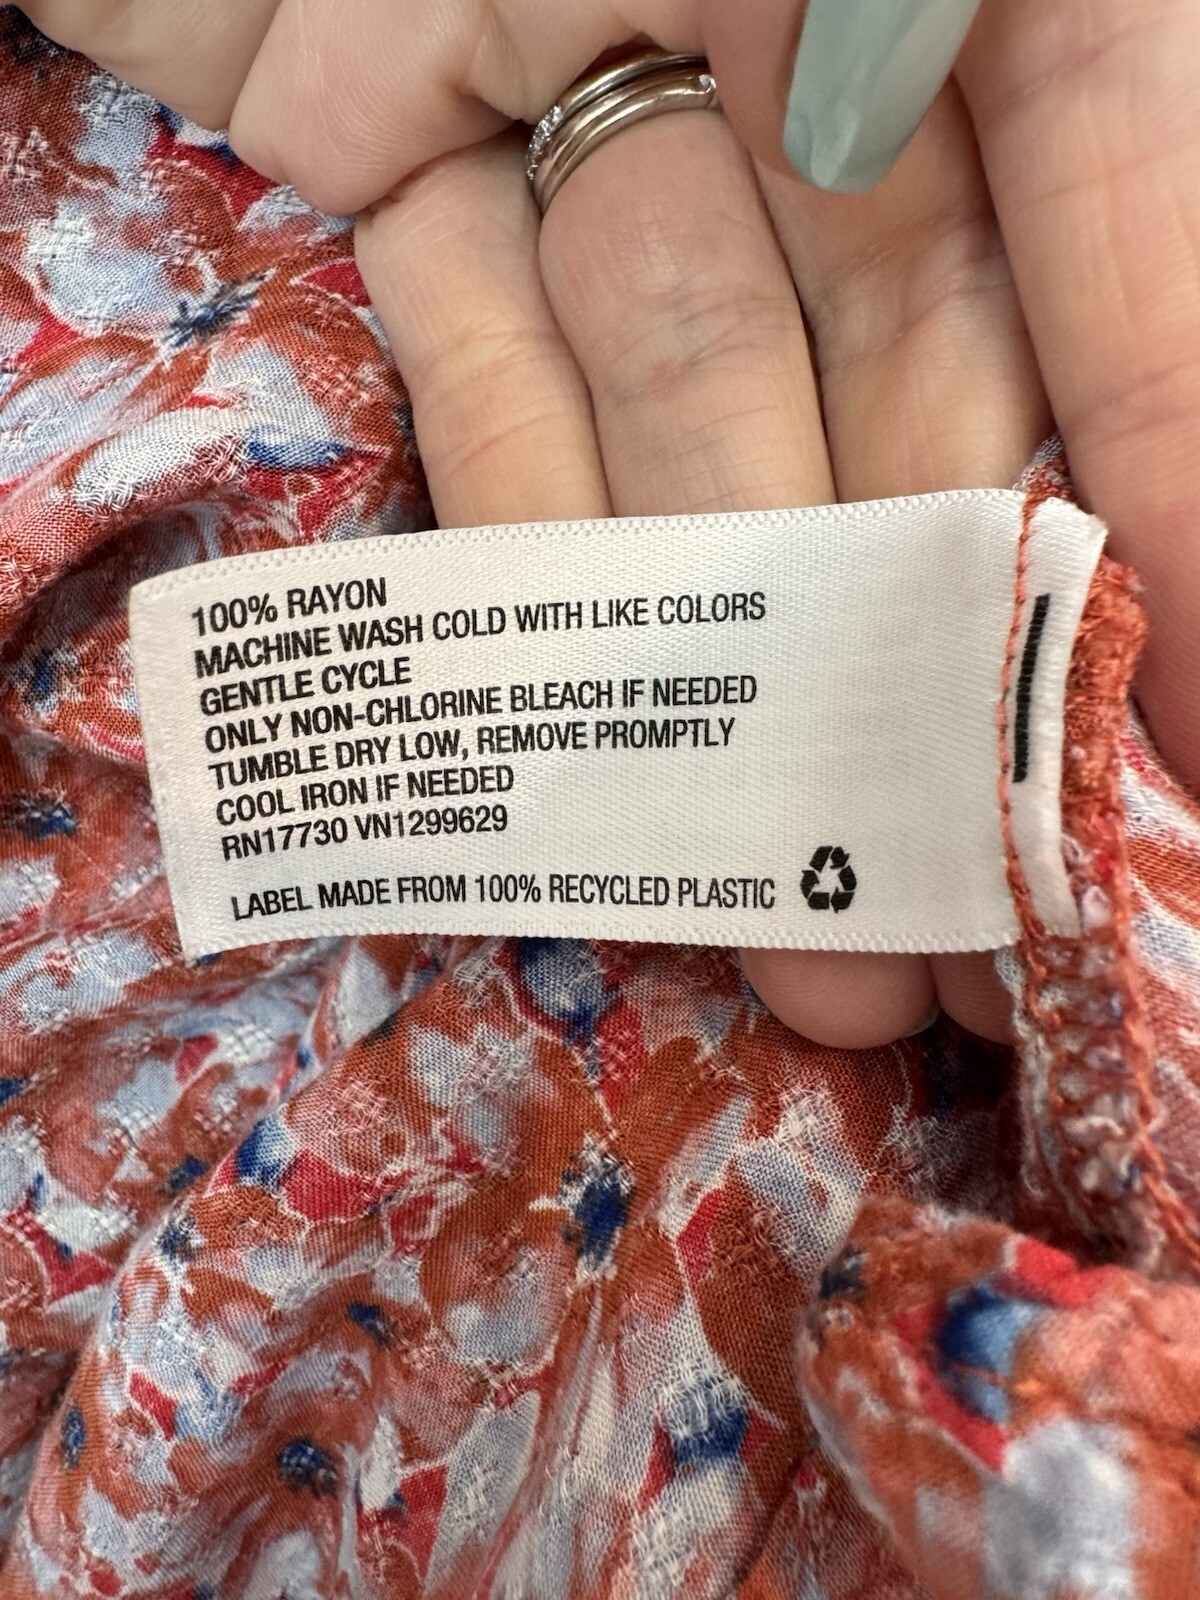 100% RAYON
MACHINE WASH COLD WITH LIKE COLORS
GENTLE CYCLE
ONLY NON-CHLORINE BLEACH IF NEEDED
TUMBLE DRY LOW, REMOVE PROMPTLY
COOL IRON IF NEEDED
RN17730 VN1299629
LABEL MADE FROM 100% RECYCLED PLASTIC